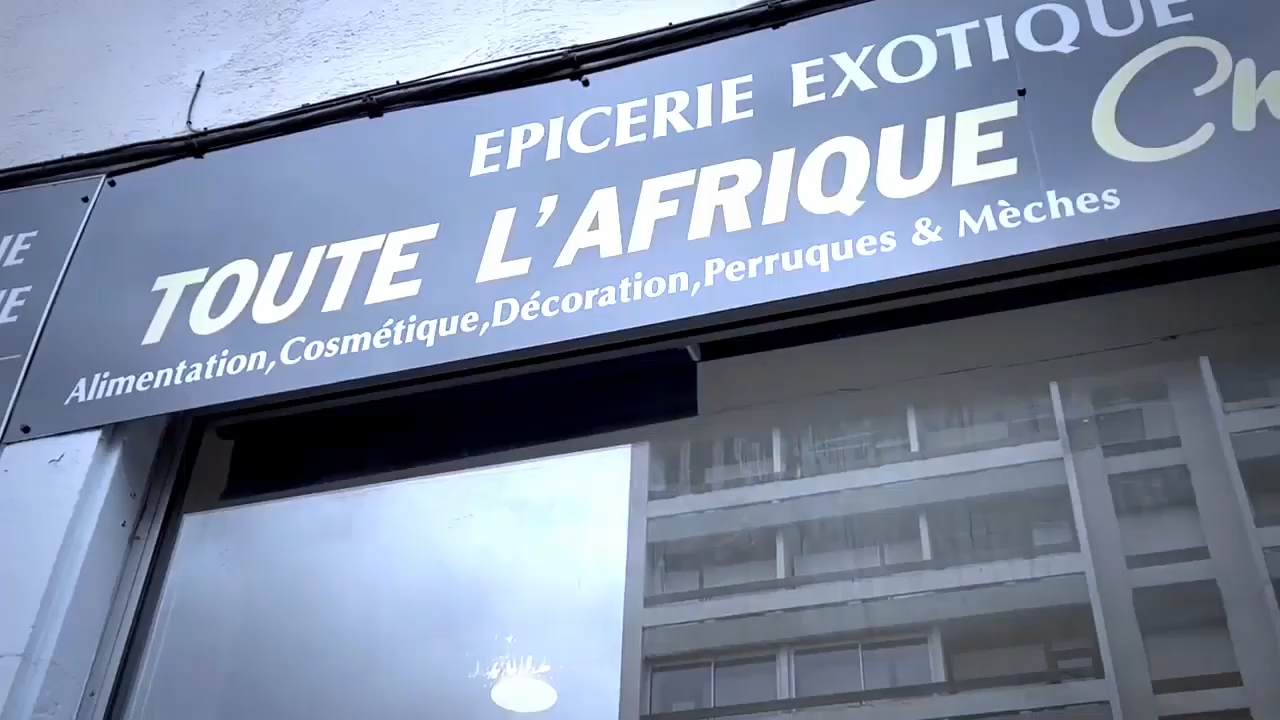 EPICERIE EXOTIQUE
TOUTE L'AFRIQUE
Alimentation,Cosmétique,Décoration,Perruques & Mèches